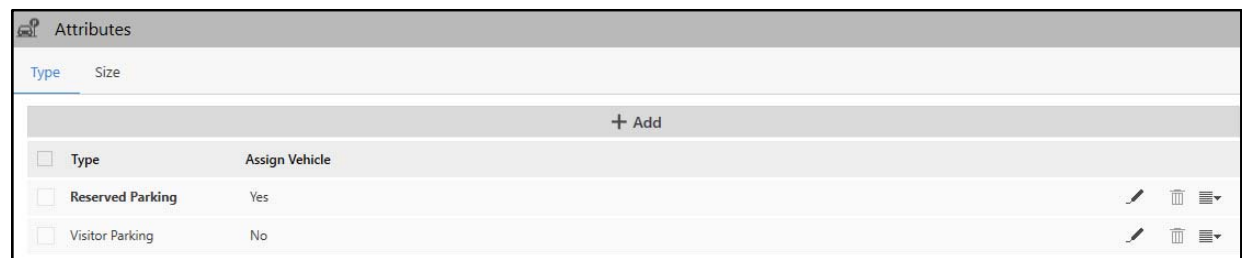 Attributes
Type Size
+ Add
Type Assign Vehicle
Reserved Parking Yes
Visitor Parking No